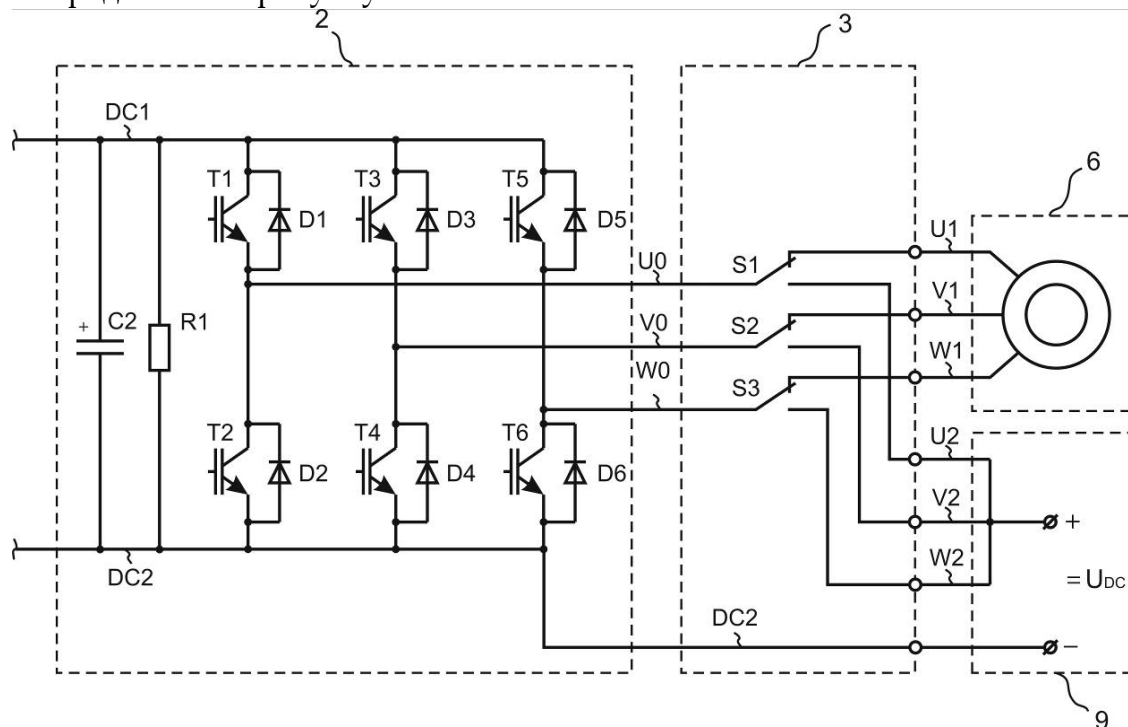 2
3
DC1
6
T1
T3
T5
D1
D3
D5
U1
U0
S1
V1
+
C2
R1
V0
S2
W1
W0
S3
T2
T4
T6
U2
D2
D4
D6
V2
+
W2
DC2
= UDC
DC2
−
9